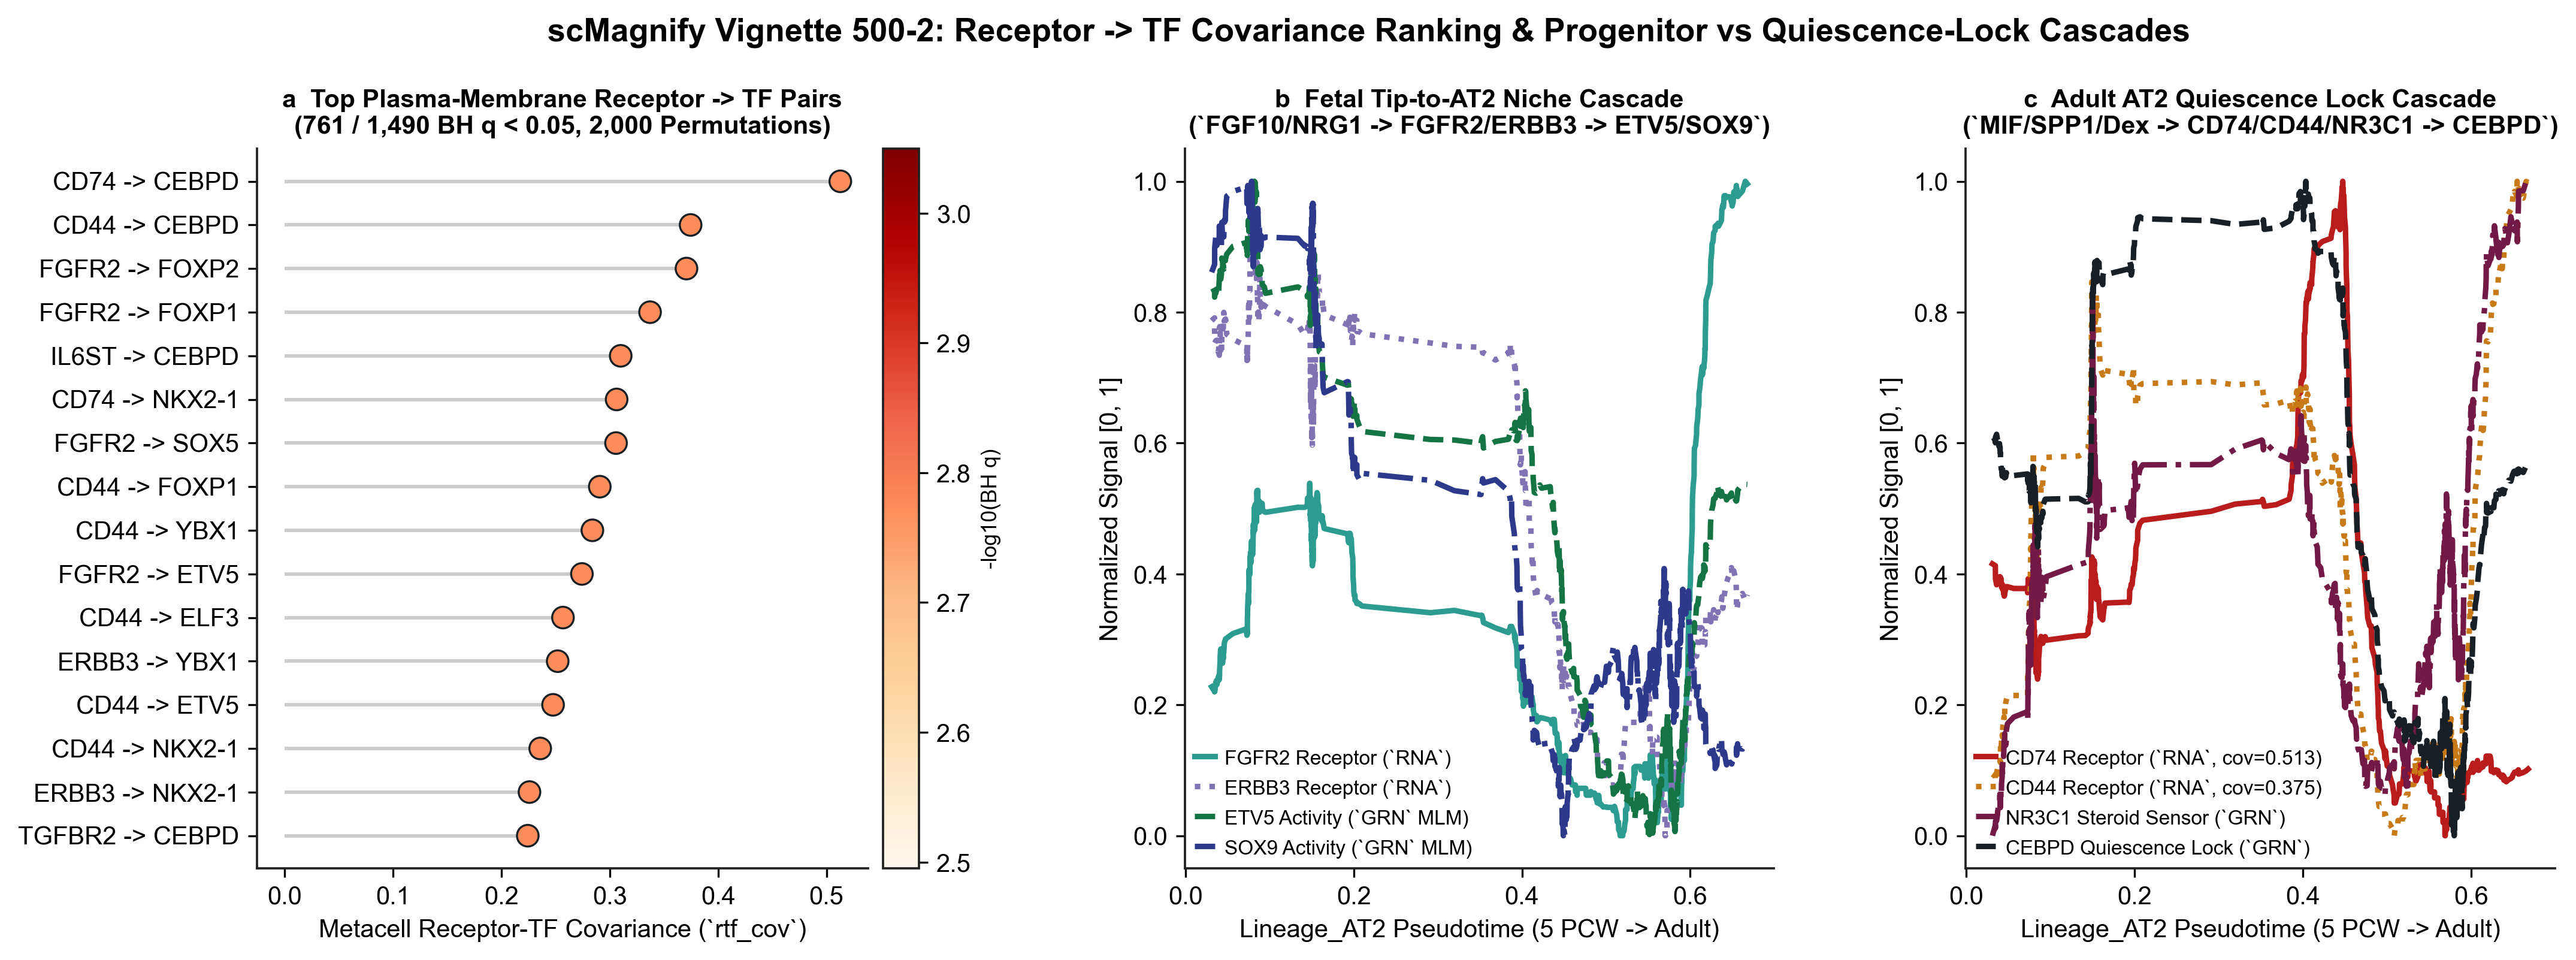 scMagnify Vignette 500-2: Receptor -> TF Covariance Ranking & Progenitor vs Quiescence-Lock Cascades
a  Top Plasma-Membrane Receptor -> TF Pairs
(761 / 1,490 BH q < 0.05, 2,000 Permutations)
CD74 -> CEBPD
CD44 -> CEBPD
FGFR2 -> FOXP2
FGFR2 -> FOXP1
IL6ST -> CEBPD
CD74 -> NKX2-1
FGFR2 -> SOX5
CD44 -> FOXP1
CD44 -> YBX1
FGFR2 -> ETV5
CD44 -> ELF3
ERBB3 -> YBX1
CD44 -> ETV5
CD44 -> NKX2-1
ERBB3 -> NKX2-1
TGFBR2 -> CEBPD
0.0 0.1 0.2 0.3 0.4 0.5
Metacell Receptor-TF Covariance (`rtf_cov`)
3.0
2.9
2.8
2.7
2.6
2.5
-log10(BH q)
b  Fetal Tip-to-AT2 Niche Cascade
(`FGF10/NRG1 -> FGFR2/ERBB3 -> ETV5/SOX9`)
Normalized Signal [0, 1]
1.0
0.8
0.6
0.4
0.2
0.0
FGFR2 Receptor (`RNA`)
ERBB3 Receptor (`RNA`)
ETV5 Activity (`GRN` MLM)
SOX9 Activity (`GRN` MLM)
0.0 0.2 0.4 0.6
Lineage_AT2 Pseudotime (5 PCW -> Adult)
c  Adult AT2 Quiescence Lock Cascade
(`MIF/SPP1/Dex -> CD74/CD44/NR3C1 -> CEBPD`)
Normalized Signal [0, 1]
1.0
0.8
0.6
0.4
0.2
0.0
CD74 Receptor (`RNA`, cov=0.513)
CD44 Receptor (`RNA`, cov=0.375)
NR3C1 Steroid Sensor (`GRN`)
CEBPD Quiescence Lock (`GRN`)
0.0 0.2 0.4 0.6
Lineage_AT2 Pseudotime (5 PCW -> Adult)